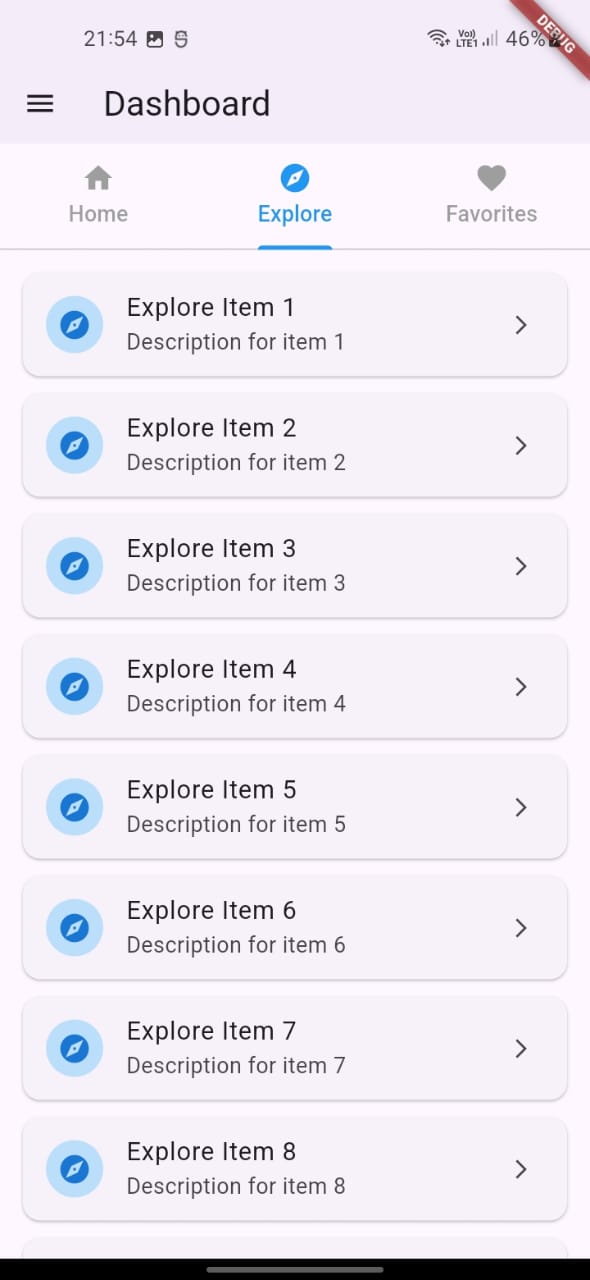 21:54
Vo)) LTE1 46%
DEBUG
Dashboard
Home Explore Favorites
Explore Item 1
Description for item 1
Explore Item 2
Description for item 2
Explore Item 3
Description for item 3
Explore Item 4
Description for item 4
Explore Item 5
Description for item 5
Explore Item 6
Description for item 6
Explore Item 7
Description for item 7
Explore Item 8
Description for item 8